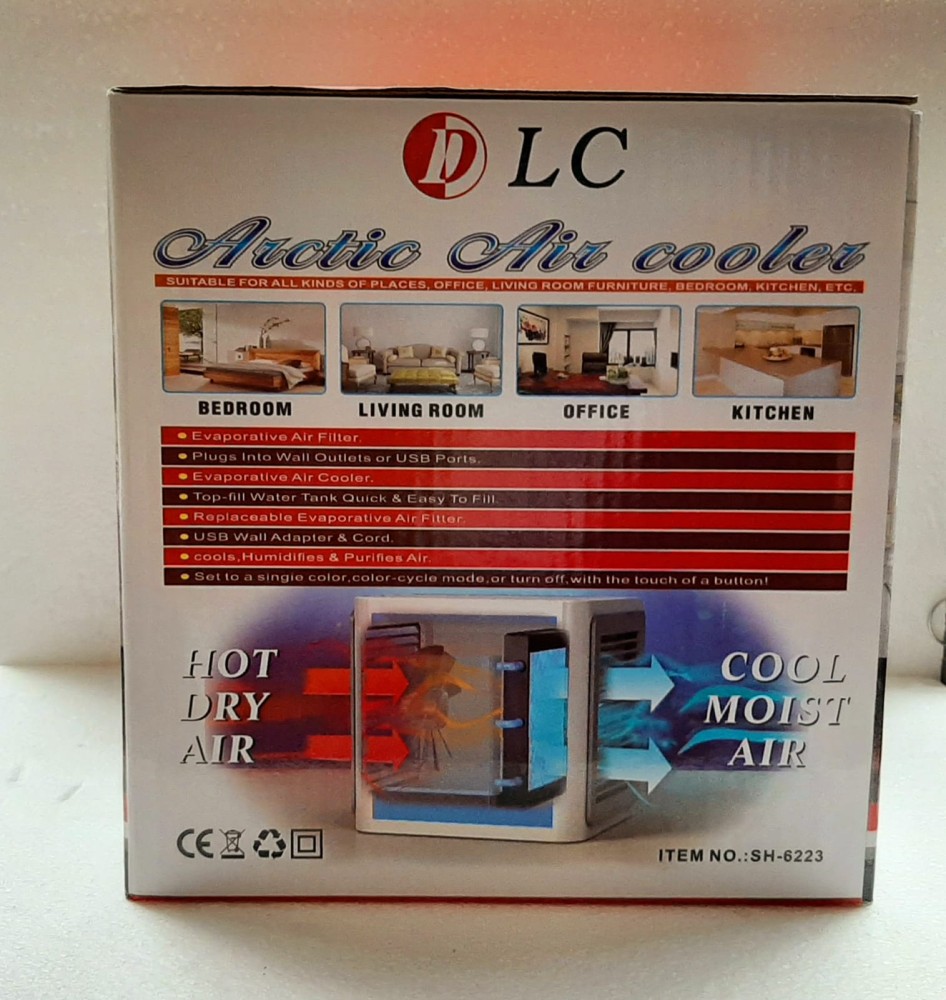 D LC
Arctic Air cooler
SUITABLE FOR ALL KINDS OF PLACES, OFFICE, LIVING ROOM FURNITURE, BEDROOM, KITCHEN, ETC.
BEDROOM LIVING ROOM OFFICE KITCHEN
Evaporative Air Filter.
Plugs Into Wall Outlets or USB Ports.
Evaporative Air Cooler.
Top-fill Water Tank Quick & Easy To Fill.
Replaceable Evaporative Air Fitter.
USB Wall Adapter & Cord.
cools,Humidifies & Purifies Air.
Set to a singie color,color-cycle mode,or turn off,with the touch of a button!
HOT
DRY
AIR
COOL
MOIST
AIR
CE
ITEM NO.:SH-6223